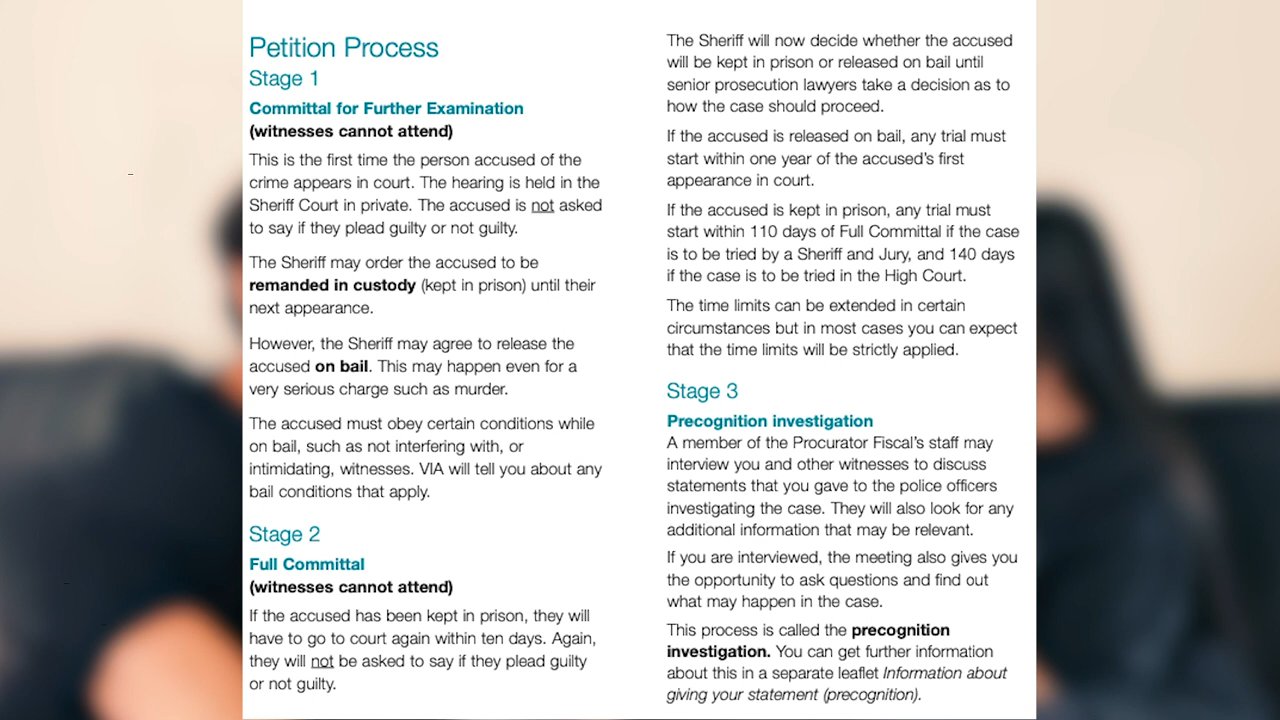 Petition Process
Stage 1
Committal for Further Examination
(witnesses cannot attend)
This is the first time the person accused of the
crime appears in court. The hearing is held in the
Sheriff Court in private. The accused is not asked
to say if they plead guilty or not guilty.
The Sheriff may order the accused to be
remanded in custody (kept in prison) until their
next appearance.
However, the Sheriff may agree to release the
accused on bail. This may happen even for a
very serious charge such as murder.
The accused must obey certain conditions while
on bail, such as not interfering with, or
intimidating, witnesses. VIA will tell you about any
bail conditions that apply.
Stage 2
Full Committal
(witnesses cannot attend)
If the accused has been kept in prison, they will
have to go to court again within ten days. Again,
they will not be asked to say if they plead guilty
or not guilty.
The Sheriff will now decide whether the accused
will be kept in prison or released on bail until
senior prosecution lawyers take a decision as to
how the case should proceed.
If the accused is released on bail, any trial must
start within one year of the accused's first
appearance in court.
If the accused is kept in prison, any trial must
start within 110 days of Full Committal if the case
is to be tried by a Sheriff and Jury, and 140 days
if the case is to be tried in the High Court.
The time limits can be extended in certain
circumstances but in most cases you can expect
that the time limits will be strictly applied.
Stage 3
Precognition investigation
A member of the Procurator Fiscal's staff may
interview you and other witnesses to discuss
statements that you gave to the police officers
investigating the case. They will also look for any
additional information that may be relevant.
If you are interviewed, the meeting also gives you
the opportunity to ask questions and find out
what may happen in the case.
This process is called the precognition
investigation. You can get further information
about this in a separate leaflet Information about
giving your statement (precognition).